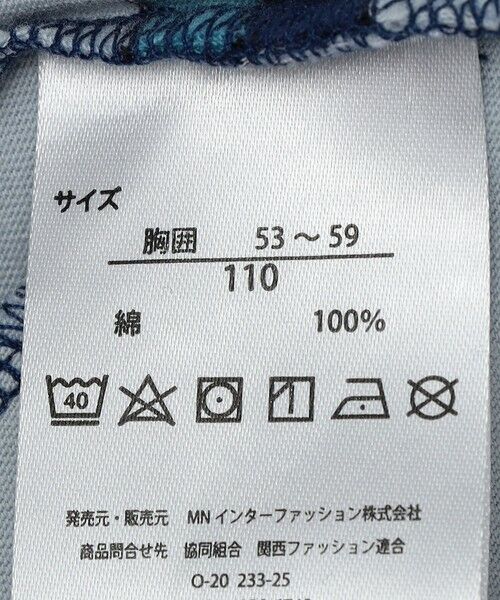 サイズ
胸囲 53～59
110
綿 100%
40
発売元・販売元 MN インターファッション株式会社
商品問合せ先 協同組合 関西ファッション連合
O-20 233-25